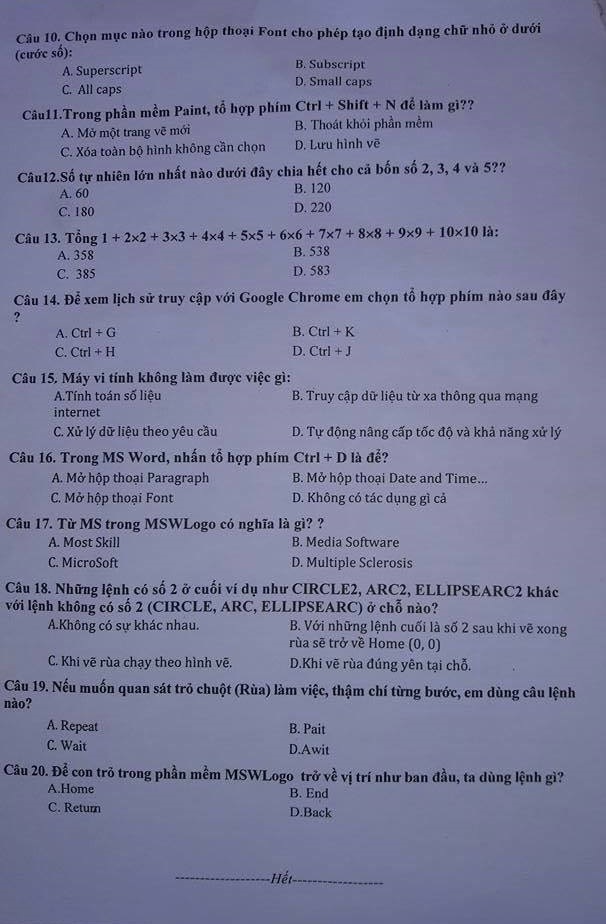 Câu 10. Chọn mục nào trong hộp thoại Font cho phép tạo định dạng chữ nhỏ ở dưới
(cước số):
A. Superscript B. Subscript
C. All caps D. Small caps
Câu11.Trong phần mềm Paint, tổ hợp phím Ctrl + Shift + N để làm gì??
A. Mở một trang vẽ mới B. Thoát khỏi phần mềm
C. Xóa toàn bộ hình không cần chọn D. Lưu hình vẽ
Câu12.Số tự nhiên lớn nhất nào dưới đây chia hết cho cả bốn số 2, 3, 4 và 5??
A. 60 B. 120
C. 180 D. 220
Câu 13. Tổng 1 + 2×2 + 3×3 + 4×4 + 5×5 + 6×6 + 7×7 + 8×8 + 9×9 + 10×10 là:
A. 358 B. 538
C. 385 D. 583
Câu 14. Để xem lịch sử truy cập với Google Chrome em chọn tổ hợp phím nào sau đây
?
A. Ctrl + G B. Ctrl + K
C. Ctrl + H D. Ctrl + J
Câu 15. Máy vi tính không làm được việc gì:
A.Tính toán số liệu B. Truy cập dữ liệu từ xa thông qua mạng
internet
C. Xử lý dữ liệu theo yêu cầu D. Tự động nâng cấp tốc độ và khả năng xử lý
Câu 16. Trong MS Word, nhấn tổ hợp phím Ctrl + D là để?
A. Mở hộp thoại Paragraph B. Mở hộp thoại Date and Time...
C. Mở hộp thoại Font D. Không có tác dụng gì cả
Câu 17. Từ MS trong MSWLogo có nghĩa là gì? ?
A. Most Skill B. Media Software
C. MicroSoft D. Multiple Sclerosis
Câu 18. Những lệnh có số 2 ở cuối ví dụ như CIRCLE2, ARC2, ELLIPSEARC2 khác
với lệnh không có số 2 (CIRCLE, ARC, ELLIPSEARC) ở chỗ nào?
A.Không có sự khác nhau. B. Với những lệnh cuối là số 2 sau khi vẽ xong
rùa sẽ trở về Home (0, 0)
C. Khi vẽ rùa chạy theo hình vẽ. D.Khi vẽ rùa đúng yên tại chỗ.
Câu 19. Nếu muốn quan sát trỏ chuột (Rùa) làm việc, thậm chí từng bước, em dùng câu lệnh
nào?
A. Repeat B. Pait
C. Wait D.Awit
Câu 20. Để con trỏ trong phần mềm MSWLogo trở về vị trí như ban đầu, ta dùng lệnh gì?
A.Home B. End
C. Return D.Back
--------------------Hết--------------------